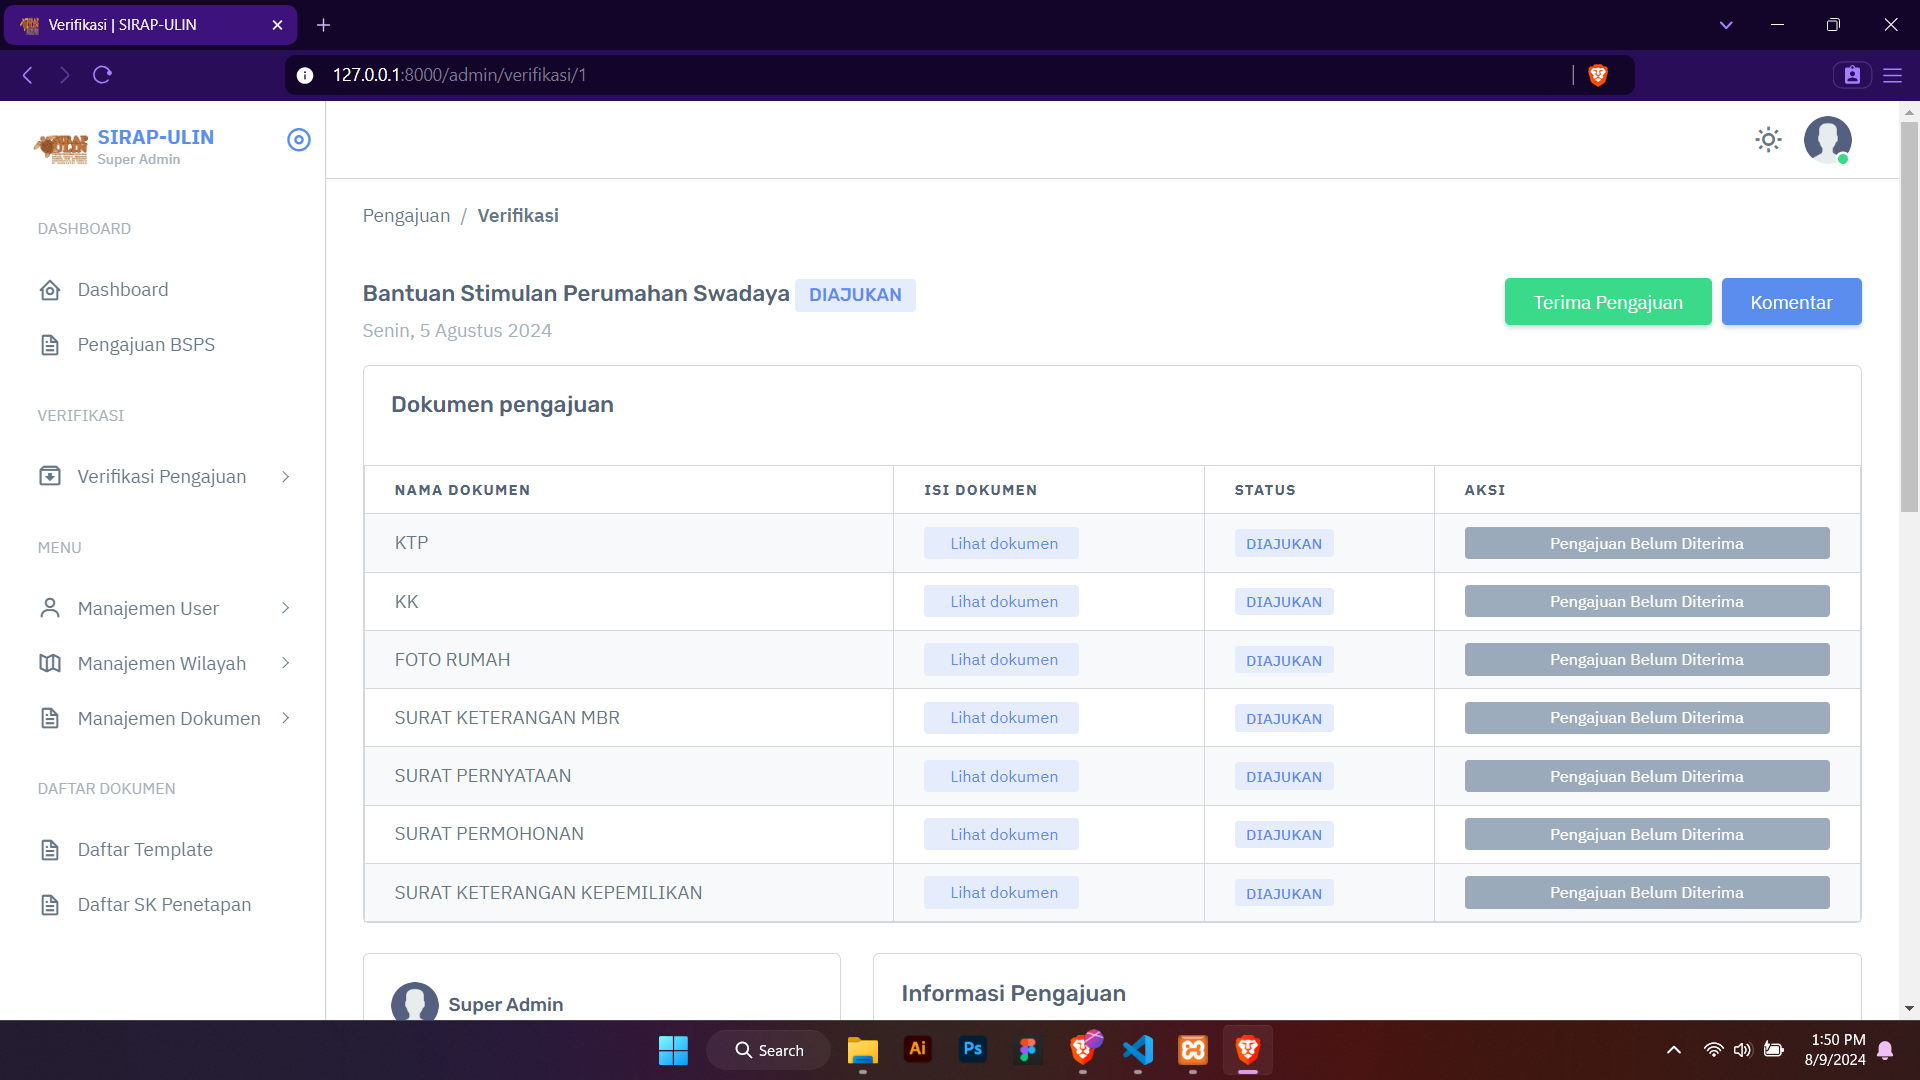 Verifikasi | SIRAP-ULIN
127.0.0.1:8000/admin/verifikasi/1
SIRAP-ULIN
Super Admin
DASHBOARD
Dashboard
Pengajuan BSPS
VERIFIKASI
Verifikasi Pengajuan
MENU
Manajemen User
Manajemen Wilayah
Manajemen Dokumen
DAFTAR DOKUMEN
Daftar Template
Daftar SK Penetapan
Pengajuan / Verifikasi
Bantuan Stimulan Perumahan Swadaya DIAJUKAN
Senin, 5 Agustus 2024
Terima Pengajuan Komentar
Dokumen pengajuan
NAMA DOKUMEN ISI DOKUMEN STATUS AKSI
KTP Lihat dokumen DIAJUKAN Pengajuan Belum Diterima
KK Lihat dokumen DIAJUKAN Pengajuan Belum Diterima
FOTO RUMAH Lihat dokumen DIAJUKAN Pengajuan Belum Diterima
SURAT KETERANGAN MBR Lihat dokumen DIAJUKAN Pengajuan Belum Diterima
SURAT PERNYATAAN Lihat dokumen DIAJUKAN Pengajuan Belum Diterima
SURAT PERMOHONAN Lihat dokumen DIAJUKAN Pengajuan Belum Diterima
SURAT KETERANGAN KEPEMILIKAN Lihat dokumen DIAJUKAN Pengajuan Belum Diterima
Super Admin
Informasi Pengajuan
Search
Ai
Ps
1:50 PM
8/9/2024